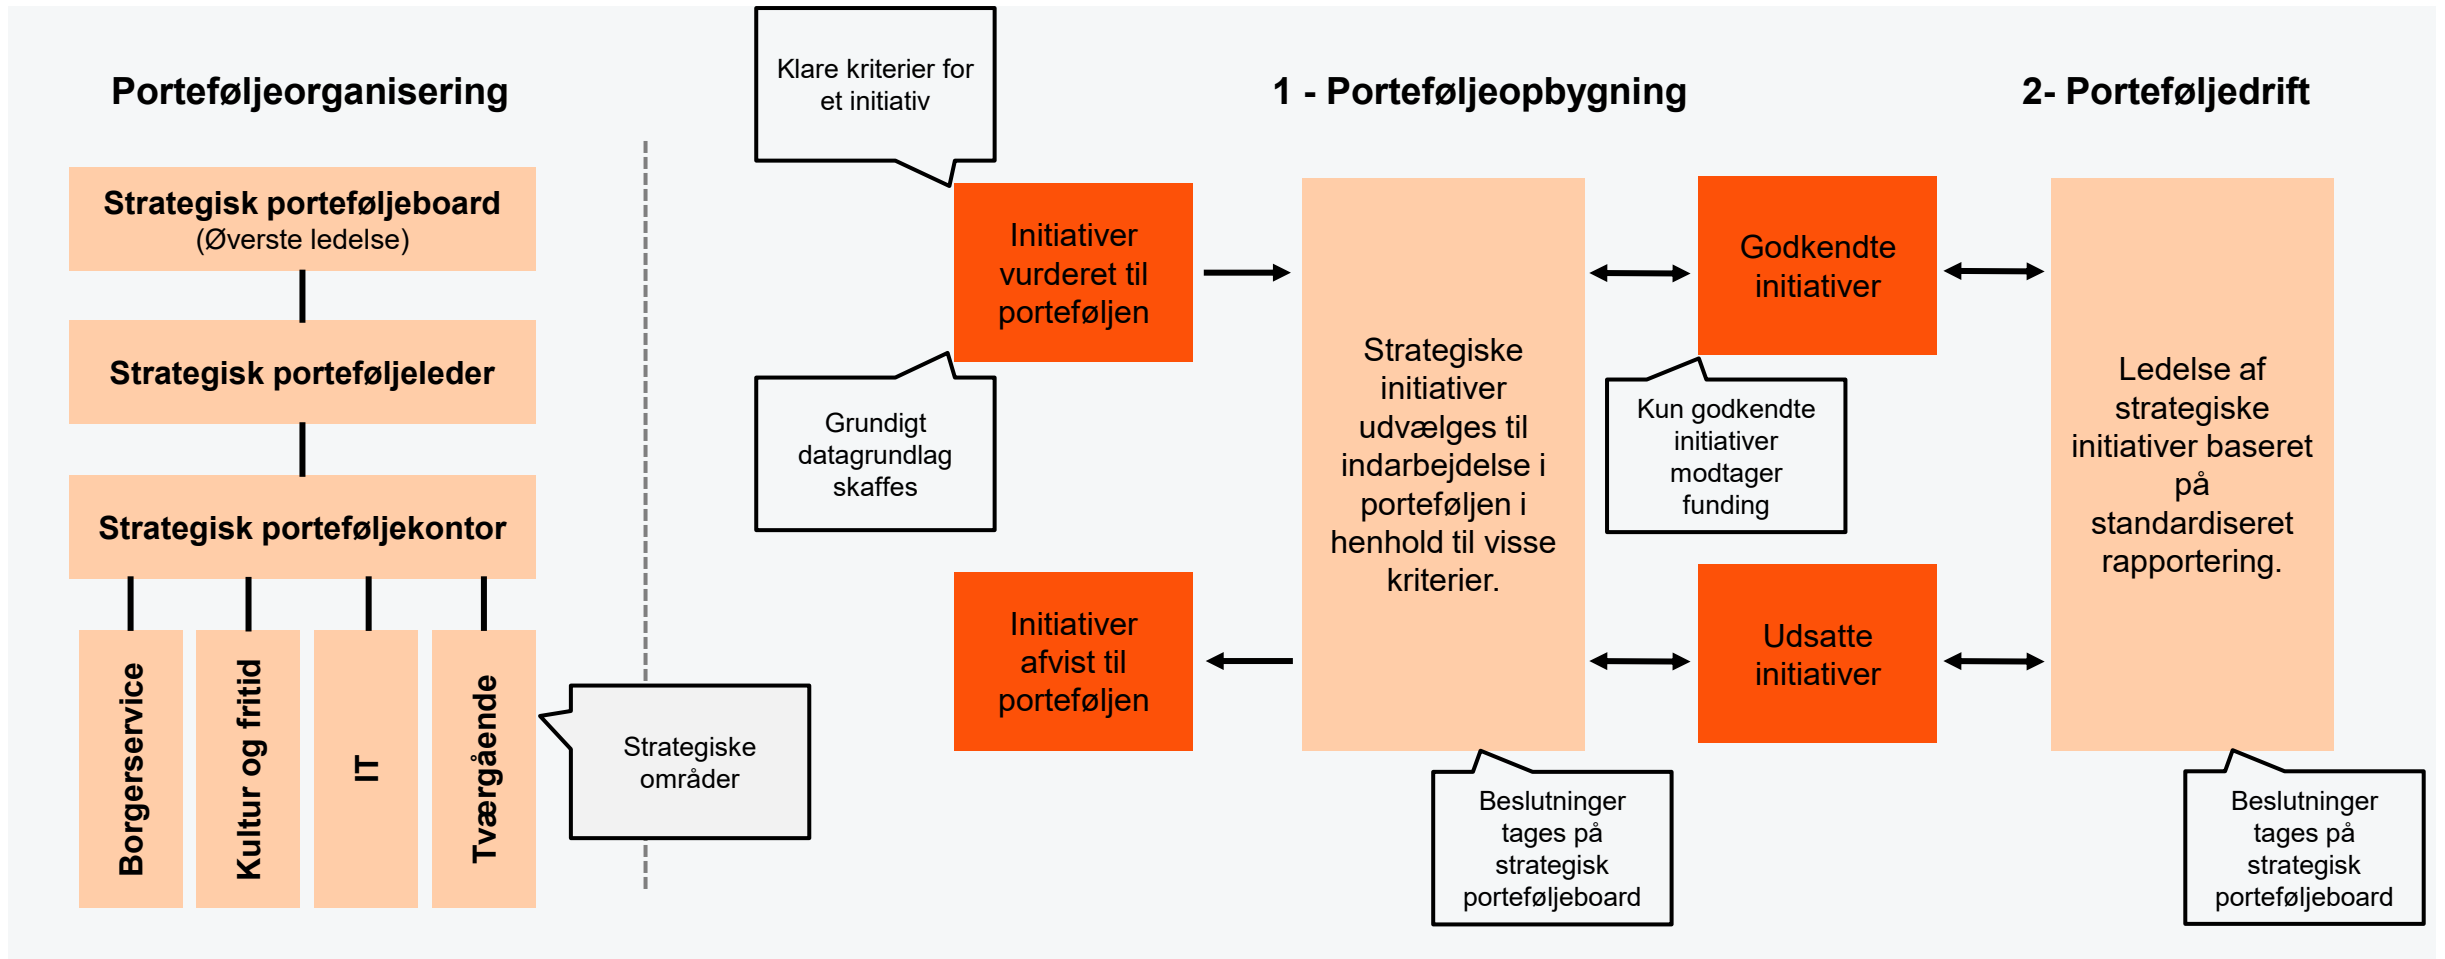 Porteføljeorganisering
Strategisk porteføljeboard
(Øverste ledelse)
Strategisk porteføljeleder
Strategisk porteføljekontor
Borgerservice
Kultur og fritid
IT
Tværgående
Strategiske
områder
Klare kriterier for
et initiativ
1 - Porteføljeopbygning
2- Porteføljedrift
Initiativer
vurderet til
porteføljen
Grundigt
datagrundlag
skaffes
Initiativer
afvist til
porteføljen
Strategiske
initiativer
udvælges til
indarbejdelse i
porteføljen i
henhold til visse
kriterier.
Beslutninger
tages på
strategisk
porteføljeboard
Godkendte
initiativer
Kun godkendte
initiativer
modtager
funding
Udsatte
initiativer
Ledelse af
strategiske
initiativer baseret
på
standardiseret
rapportering.
Beslutninger
tages på
strategisk
porteføljeboard